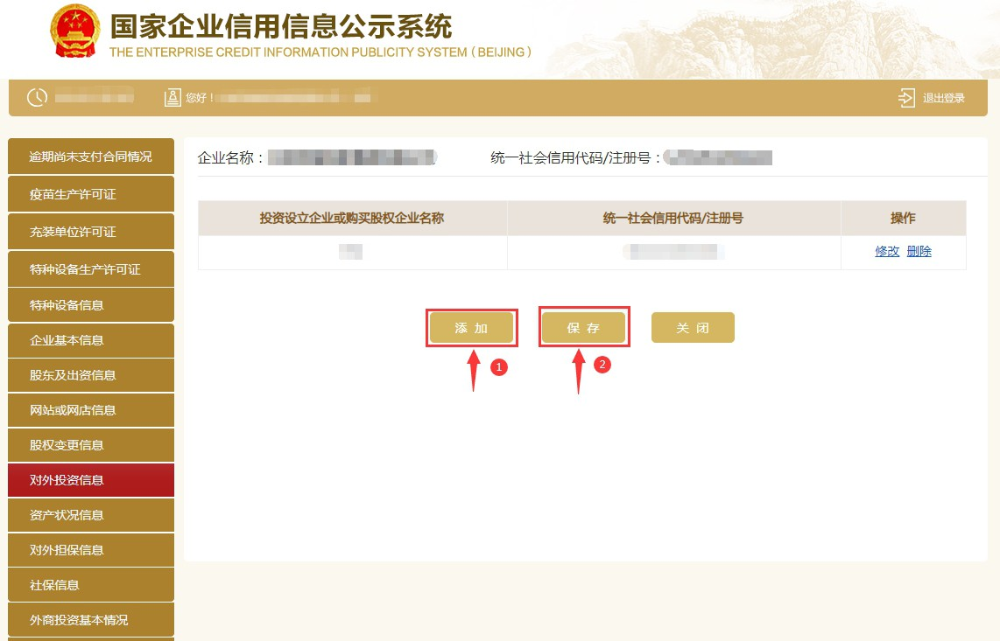 国家企业信用信息公示系统
THE ENTERPRISE CREDIT INFORMATION PUBLICITY SYSTEM ( BEIJING )
您好！
退出登录
逾期尚未支付合同情况
疫苗生产许可证
充装单位许可证
特种设备生产许可证
特种设备信息
企业基本信息
股东及出资信息
网站或网店信息
股权变更信息
对外投资信息
资产状况信息
对外担保信息
社保信息
外商投资基本情况
企业名称：
统一社会信用代码/注册号：
投资设立企业或购买股权企业名称 统一社会信用代码/注册号 操作
修改 删除
添 加 保 存 关 闭
1 2